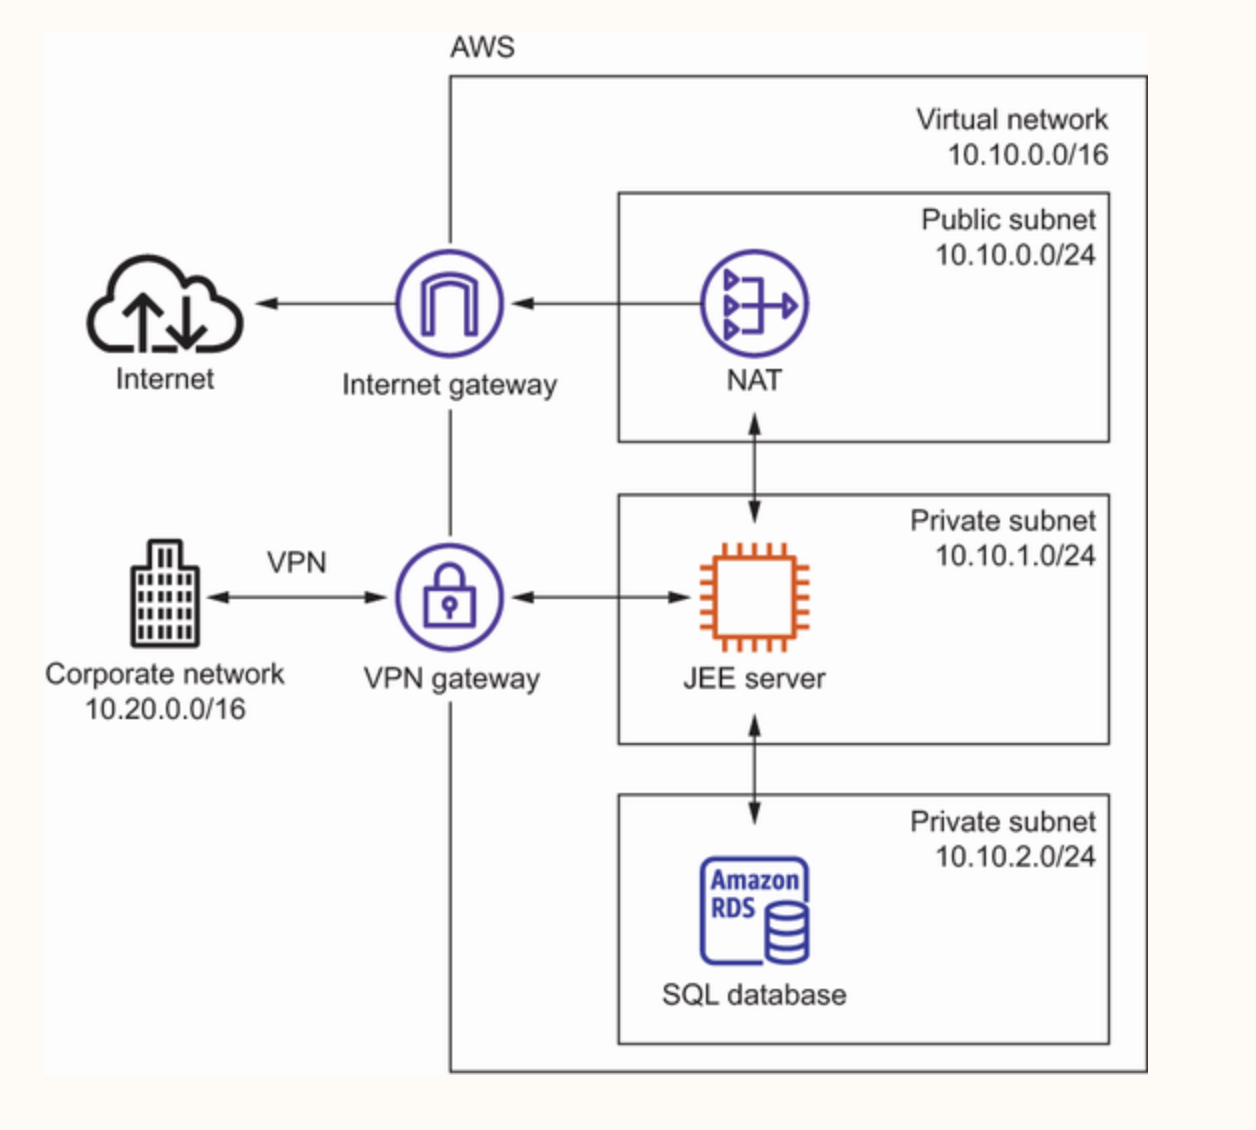 AWS
Virtual network
10.10.0.0/16
Public subnet
10.10.0.0/24
Internet
Internet gateway
NAT
Private subnet
10.10.1.0/24
VPN
Corporate network
10.20.0.0/16
VPN gateway
JEE server
Private subnet
10.10.2.0/24
Amazon
RDS
SQL database